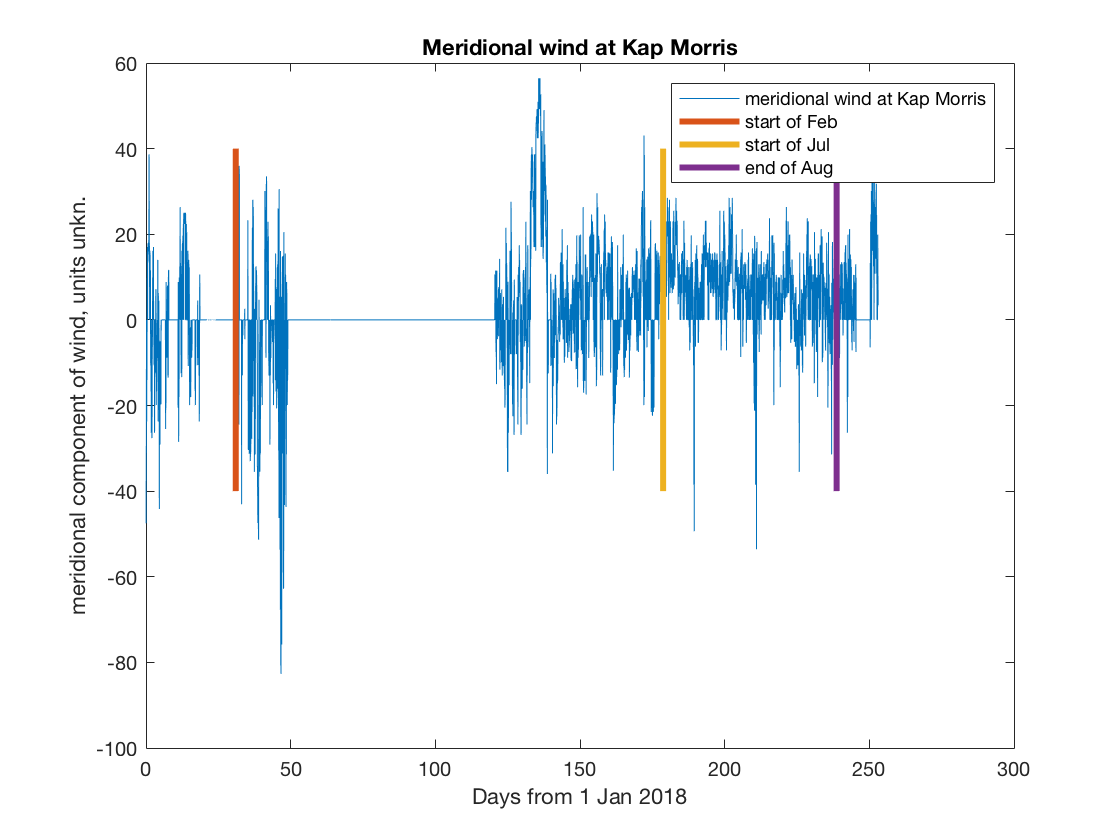 Meridional wind at Kap Morris
meridional wind at Kap Morris
start of Feb
start of Jul
end of Aug
60
40
20
0
-20
-40
-60
-80
-100
meridional component of wind, units unkn.
0 50 100 150 200 250 300
Days from 1 Jan 2018